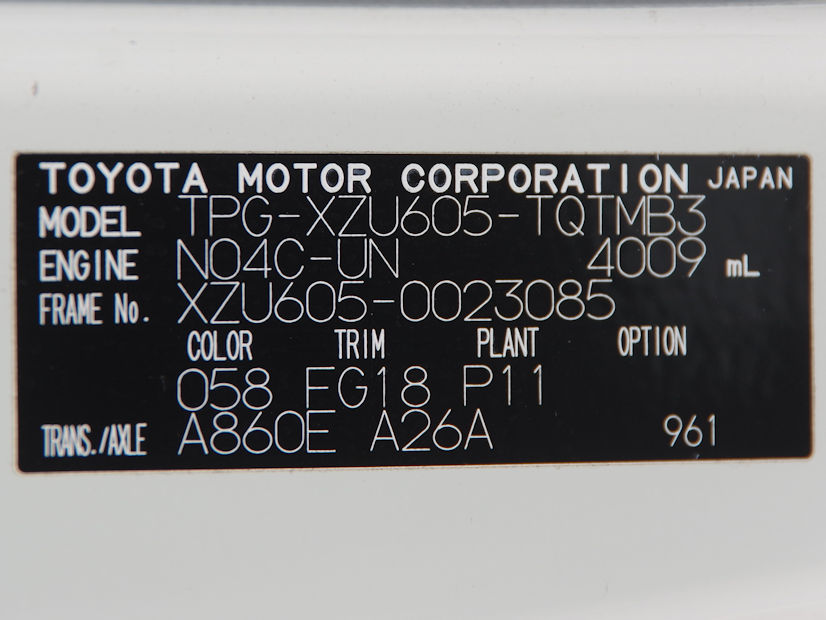 TOYOTA MOTOR CORPORATION JAPAN
MODEL TPG-XZU605-TQTMB3
ENGINE N04C-UN 4009 mL
FRAME No. XZU605-0023085
COLOR TRIM PLANT OPTION
058 FG18 P11
TRANS./AXLE A860E A26A 961